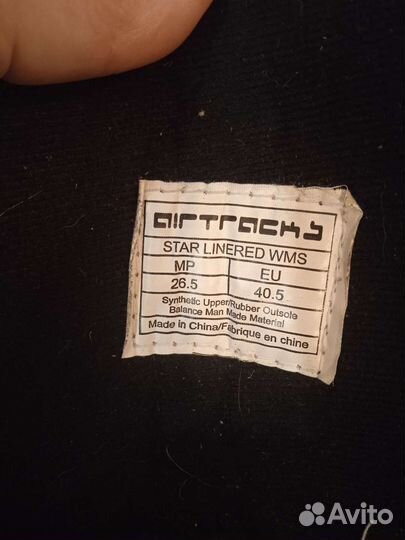 AIRTRACKS
STAR LINERED WMS
MP EU
26.5 40.5
Synthetic Upper/Rubber Outsole
Balance Man Made Material
Made in China/Fabrique en chine
Avito